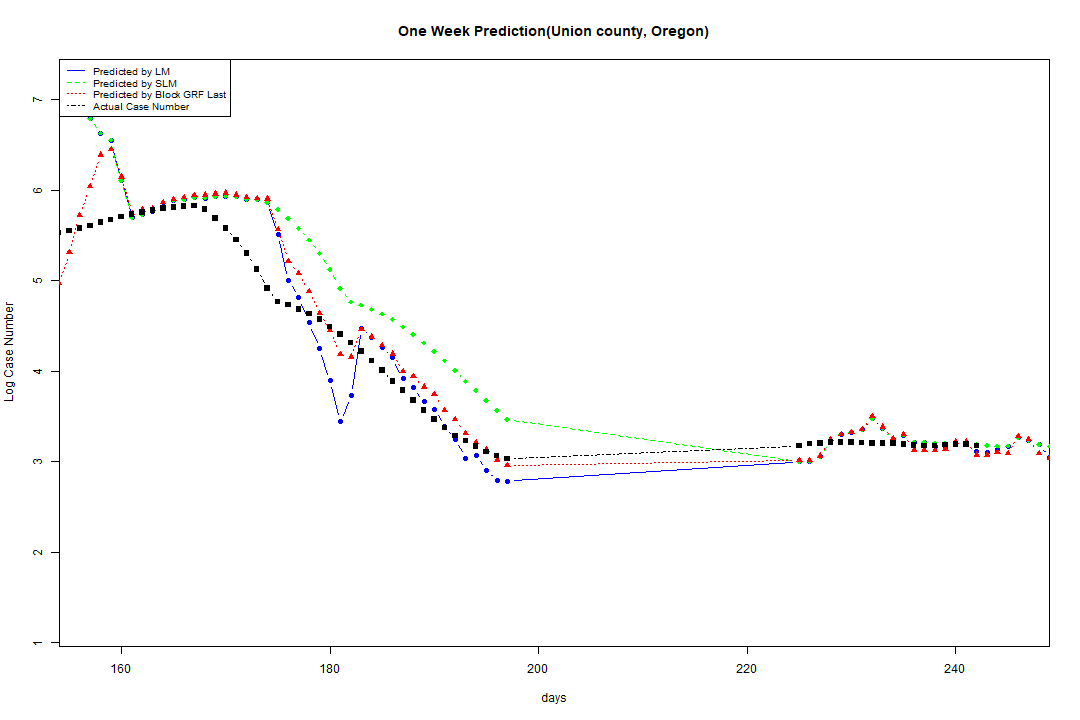 One Week Prediction(Union county, Oregon)
Predicted by LM
Predicted by SLM
Predicted by Block GRF Last
Actual Case Number
7
6
5
4
3
2
1
Log Case Number
160 180 200 220 240
days